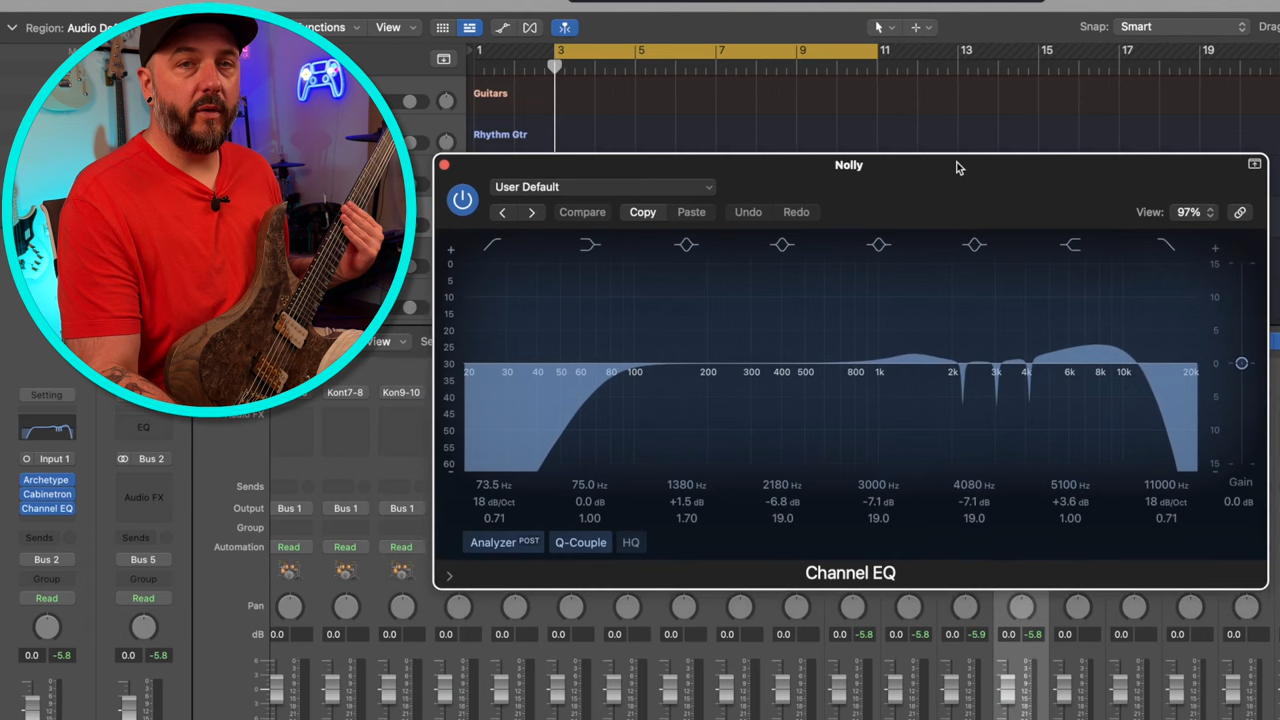 Region: Audio De
unctions
View
Snap: Smart
Drag
1 3 5 7 9 11 13 15 17 19
Guitars
Rhythm Gtr
Nolly
User Default
Compare Copy Paste Undo Redo
View: 97%
+ +
0 15
5
10 10
15
20 5
25
30 0
20 30 40 50 60 80 100 200 300 400 500 800 1k 2k 3k 4k 6k 8k 10k 20k
35
40
45 5
50
55 10
60
15
73.5 Hz 75.0 Hz 1380 Hz 2180 Hz 3000 Hz 4080 Hz 5100 Hz 11000 Hz
18 dB/Oct 0.0 dB +1.5 dB -6.8 dB -7.1 dB -7.1 dB +3.6 dB 18 dB/Oct
0.71 1.00 1.70 19.0 19.0 19.0 1.00 0.71
Gain
0.0 dB
Analyzer POST Q-Couple HQ
Channel EQ
iew
Se
Setting
Kont7-8 Kon9-10
EQ
Input 1 Bus 2
Archetype
Cabinetron
Channel EQ
Audio FX
Sends Sends Sends
Bus 2 Bus 5 Output Bus 1 Bus 1 Bus 1
Group Group Group
Read Read Automation Read Read Read
Pan
0.0 -5.8 0.0 -5.8 dB 0.0 0.0 0.0 0.0 0.0 0.0 0.0 0.0 0.0 0.0 0.0 -5.8 0.0 -5.8 0.0 -5.9 0.0 -5.8 0.0 0.0 0.0 0.0